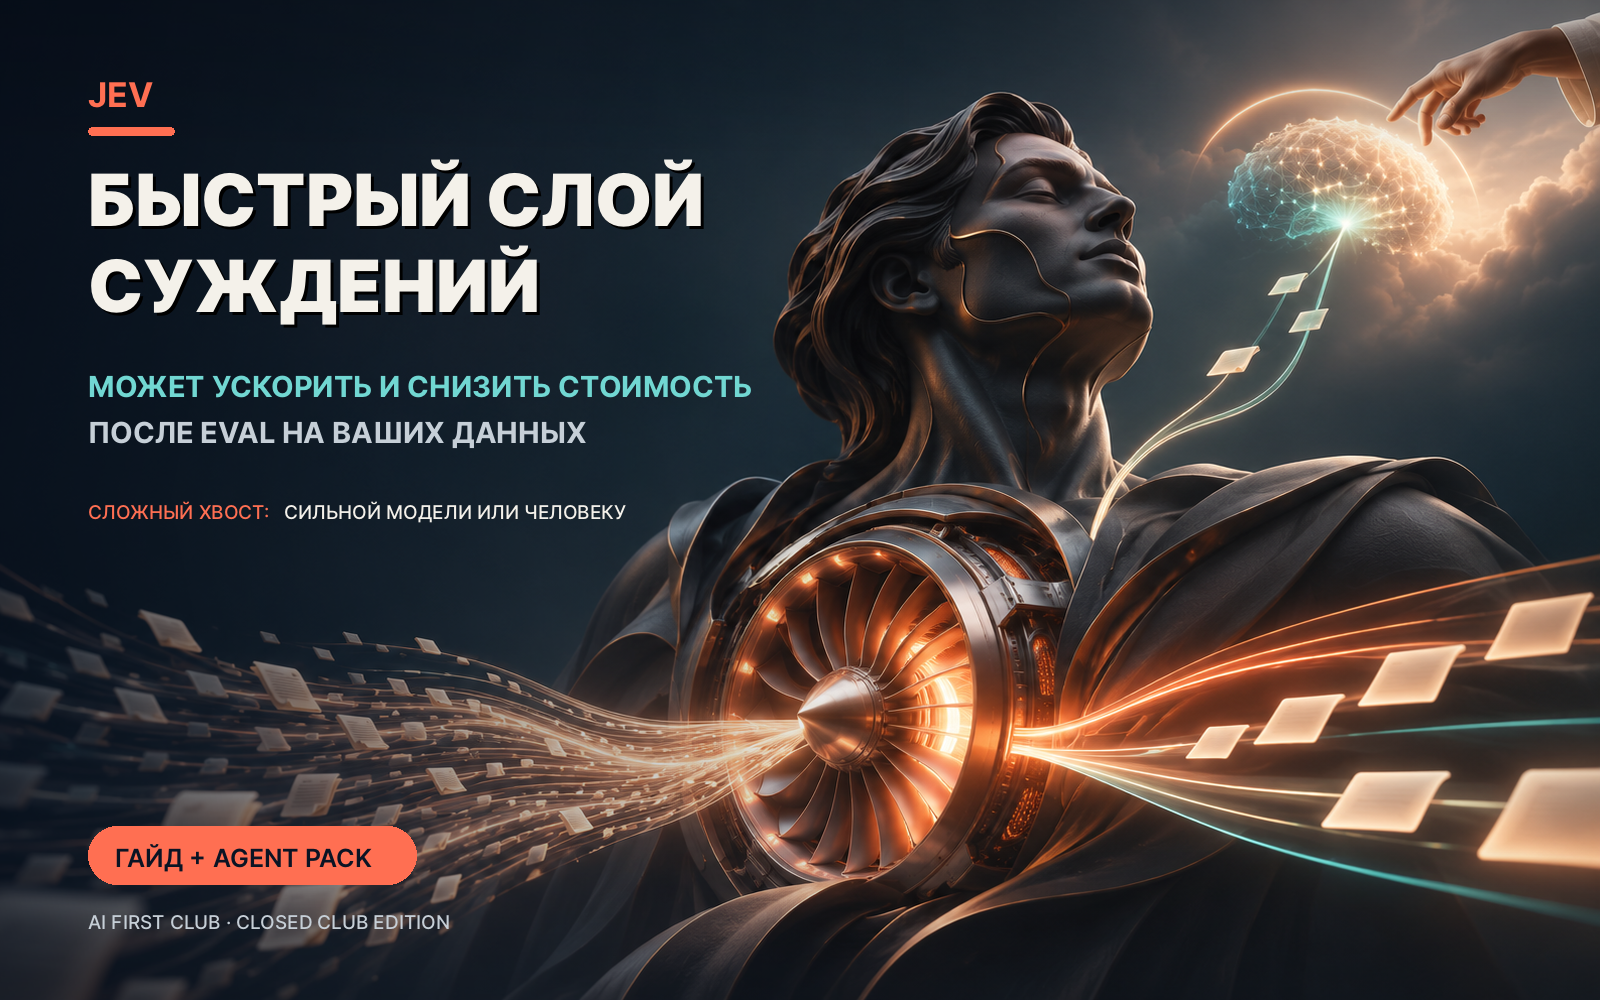 JEV
БЫСТРЫЙ СЛОЙ
СУЖДЕНИЙ
МОЖЕТ УСКОРИТЬ И СНИЗИТЬ СТОИМОСТЬ
ПОСЛЕ EVAL НА ВАШИХ ДАННЫХ
СЛОЖНЫЙ ХВОСТ: СИЛЬНОЙ МОДЕЛИ ИЛИ ЧЕЛОВЕКУ
ГАЙД + AGENT PACK
AI FIRST CLUB · CLOSED CLUB EDITION